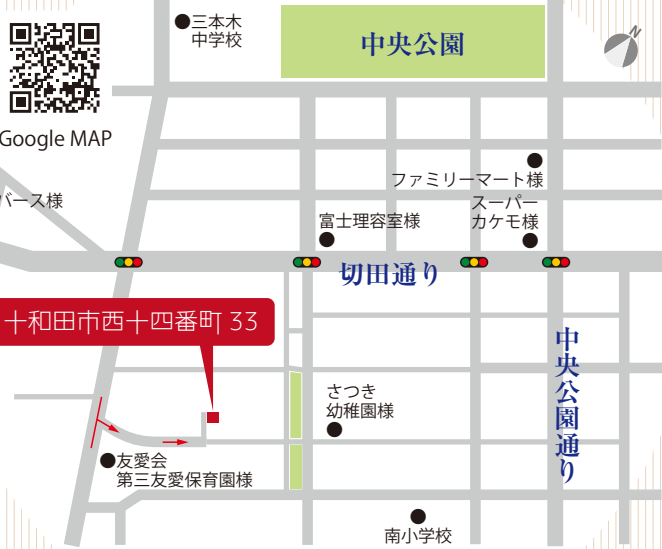 三本木
中学校
中央公園
N
Google MAP
バース様
ファミリーマート様
スーパー
カケモ様
富士理容室様
切田通り
十和田市西十四番町 33
中央公園通り
さつき
幼稚園様
友愛会
第三友愛保育園様
南小学校